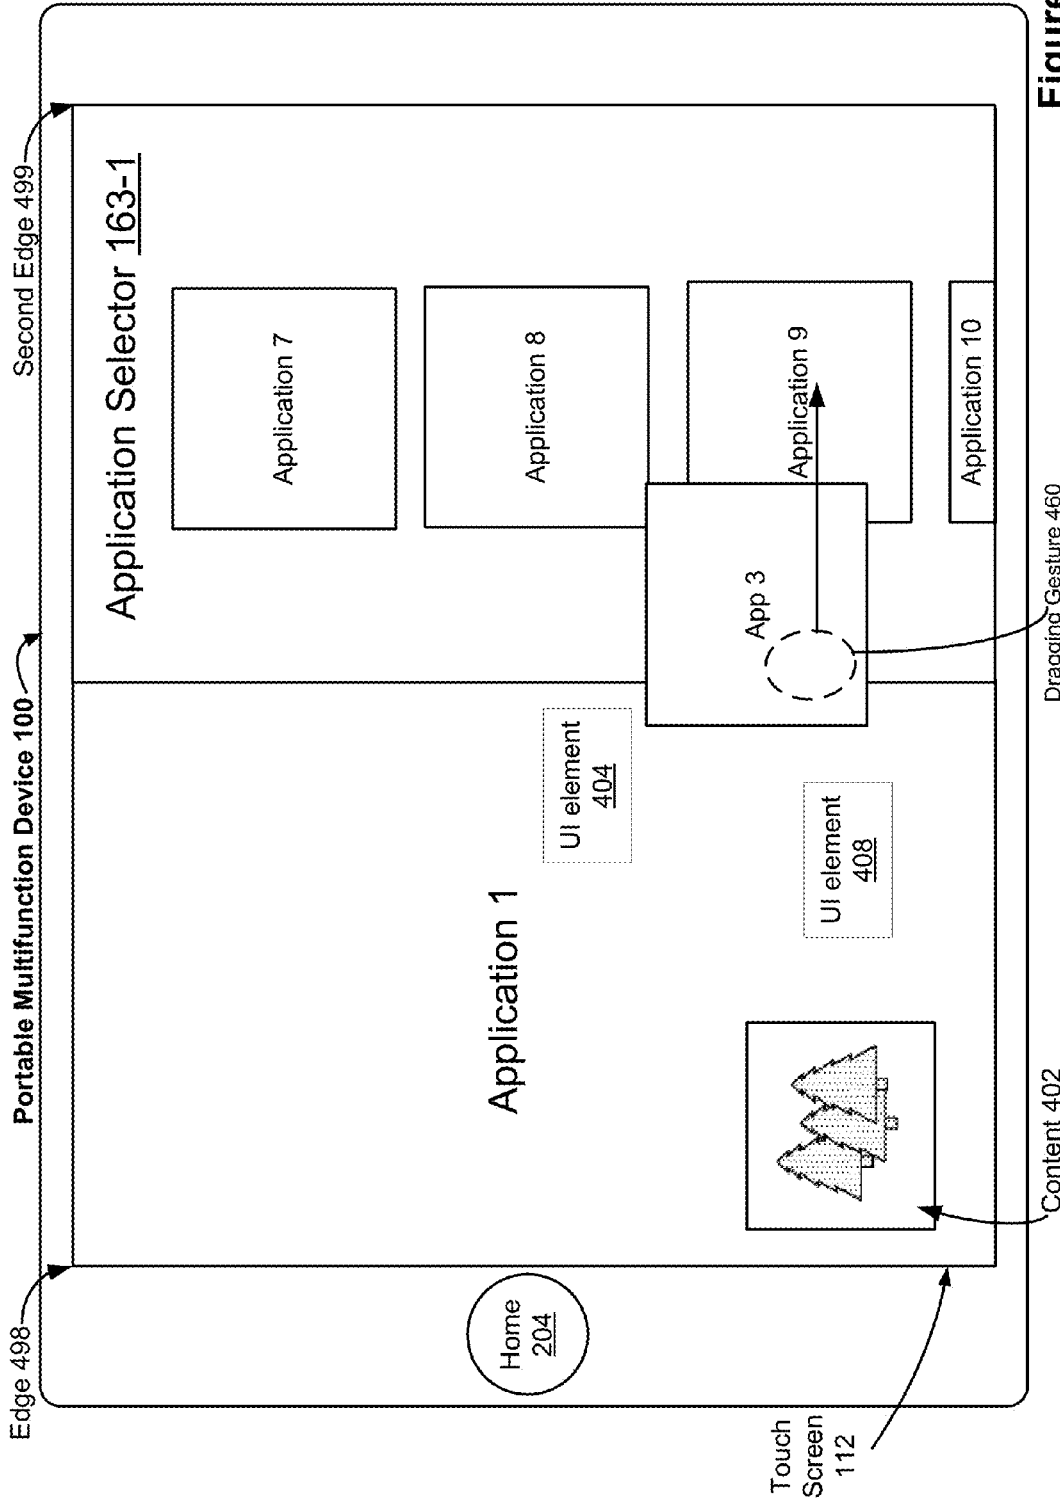 Portable Multifunction Device 100
Edge 498
Second Edge 499
Application Selector 163-1
Application 7
Application 8
Application 9
Application 10
App 3
Application 1
UI element
404
UI element
408
Home
204
Touch
Screen
112
Content 402
Dragging Gesture 460
Figure